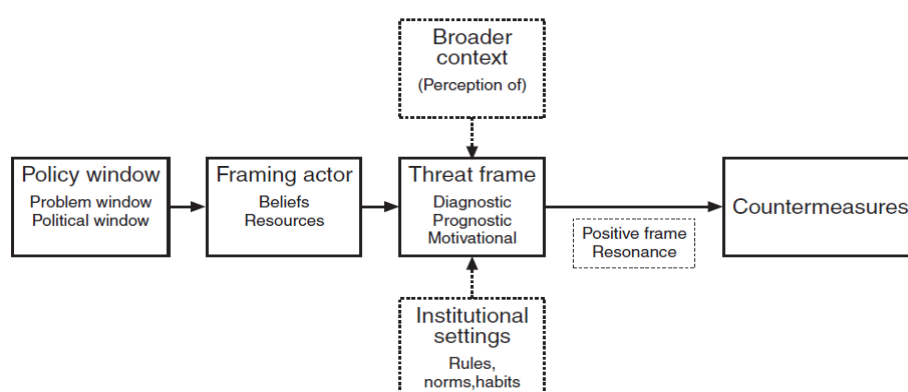 Broader
context
(Perception of)
Policy window
Problem window
Political window
Framing actor
Beliefs
Resources
Threat frame
Diagnostic
Prognostic
Motivational
Positive frame
Resonance
Countermeasures
Institutional
settings
Rules,
norms,habits